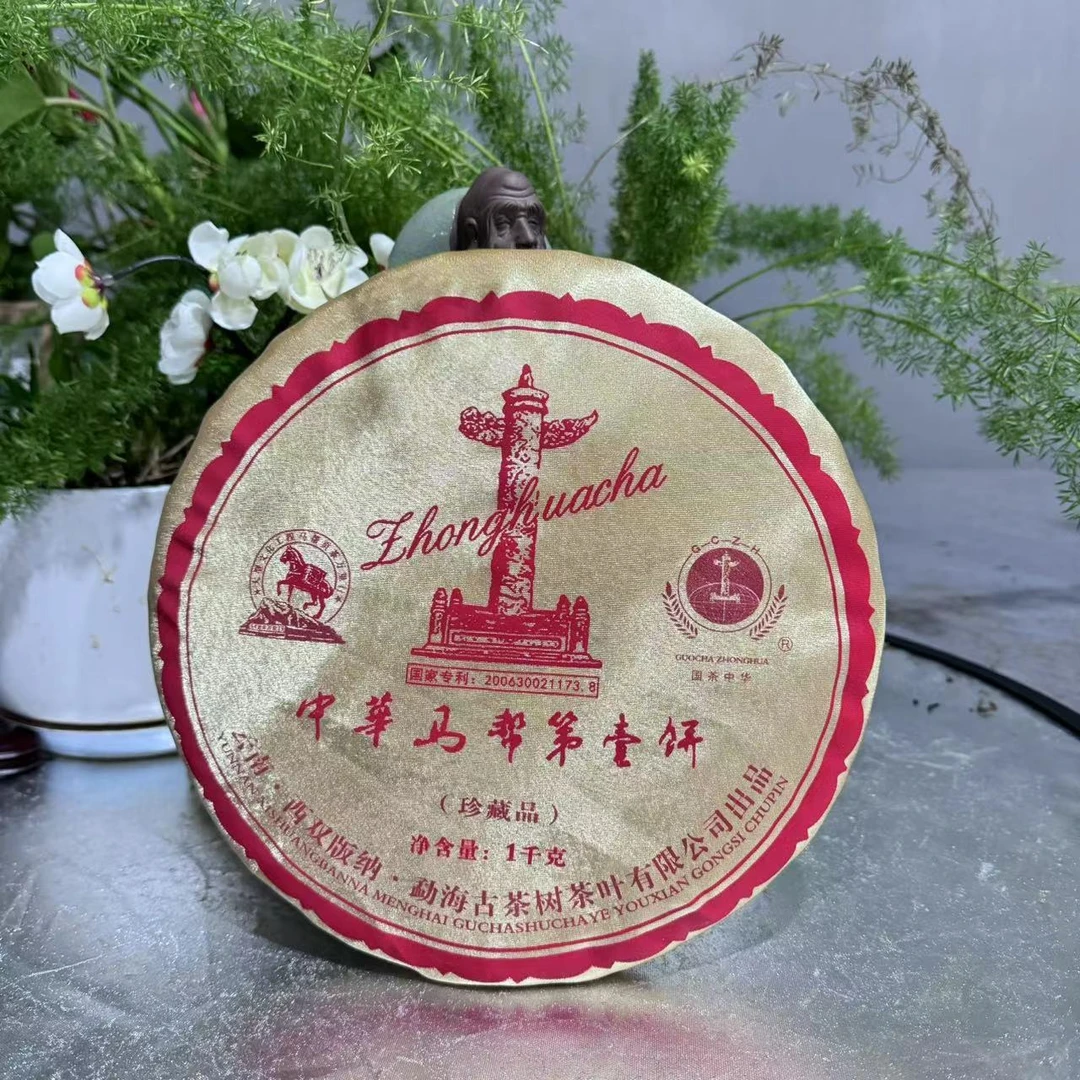 Zhonghuacha
G·C·Z·H
®
GUOCHA ZHONGHUA
国茶中华
国家专利：200630021173.8
中華马帮第壹饼
（珍藏品）
净含量：1千克
云南·西双版纳·勐海古茶树茶叶有限公司出品
YUNNAN XISHUANGBANNA MENGHAI GUCHASHUCHAYE YOUXIAN GONGSI CHUPIN